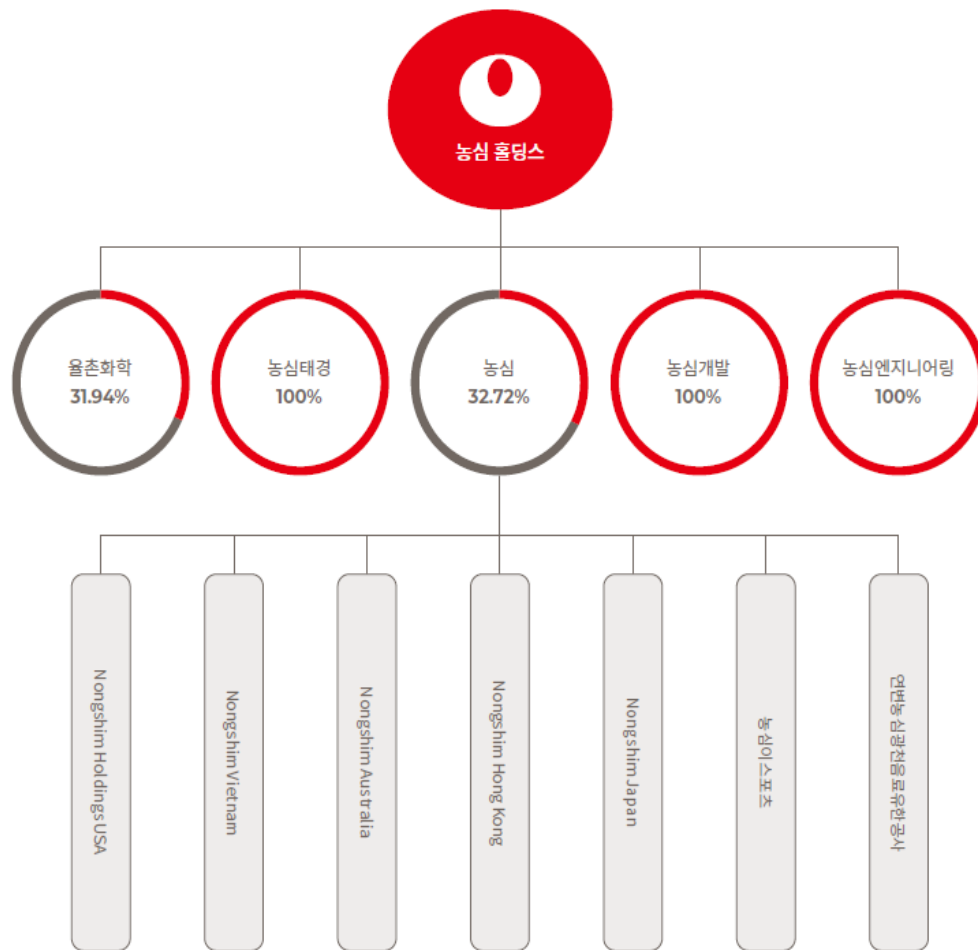 농심 홀딩스
율촌화학
31.94%
농심태경
100%
농심
32.72%
농심개발
100%
농심엔지니어링
100%
Nongshim Holdings USA
Nongshim Vietnam
Nongshim Australia
Nongshim Hong Kong
Nongshim Japan
농심이스포츠
연변농심광천음료유한공사